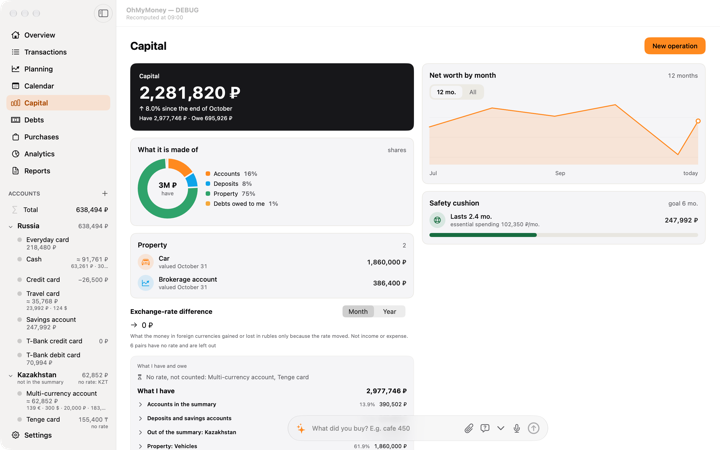 OhMyMoney — DEBUG
Recomputed at 09:00
Overview
Transactions
Planning
Calendar
Capital
Debts
Purchases
Analytics
Reports
ACCOUNTS
Total 638,494 ₽
Russia 638,494 ₽
Everyday card
218,480 ₽
Cash ≈ 91,761 ₽
63,261 ₽ · 30…
Credit card −26,500 ₽
Travel card
≈ 35,768 ₽
23,992 ₽ · 124 $
Savings account
247,992 ₽
T-Bank credit card 0 ₽
T-Bank debit card
70,994 ₽
Kazakhstan 62,852 ₽
not in the summary no rate: KZT
Multi-currency account
≈ 62,852 ₽
139 € · 300 $ · 20,000 ₽ · 183,…
Tenge card 155,400 ₸
no rate
Settings
Capital
New operation
Capital
2,281,820 ₽
↑ 8.0% since the end of October
Have 2,977,746 ₽ · Owe 695,926 ₽
What it is made of shares
3M ₽
have
Accounts 16%
Deposits 8%
Property 75%
Debts owed to me 1%
Property 2
Car
valued October 31
1,860,000 ₽
Brokerage account
valued October 31
386,400 ₽
Exchange-rate difference
Month Year
→ 0 ₽
What the money in foreign currencies gained or lost in rubles only because the rate moved. Not income or expense.
6 pairs have no rate and are left out
What I have and owe
No rate, not counted: Multi-currency account, Tenge card
What I have 2,977,746 ₽
Accounts in the summary 13.9% 390,502 ₽
Deposits and savings accounts
Out of the summary: Kazakhstan
Property: Vehicles 61.9% 1,860,000 ₽
Net worth by month 12 months
12 mo. All
Jul Sep today
Safety cushion goal 6 mo.
Lasts 2.4 mo.
essential spending 102,350 ₽/mo.
247,992 ₽
What did you buy? E.g. cafe 450